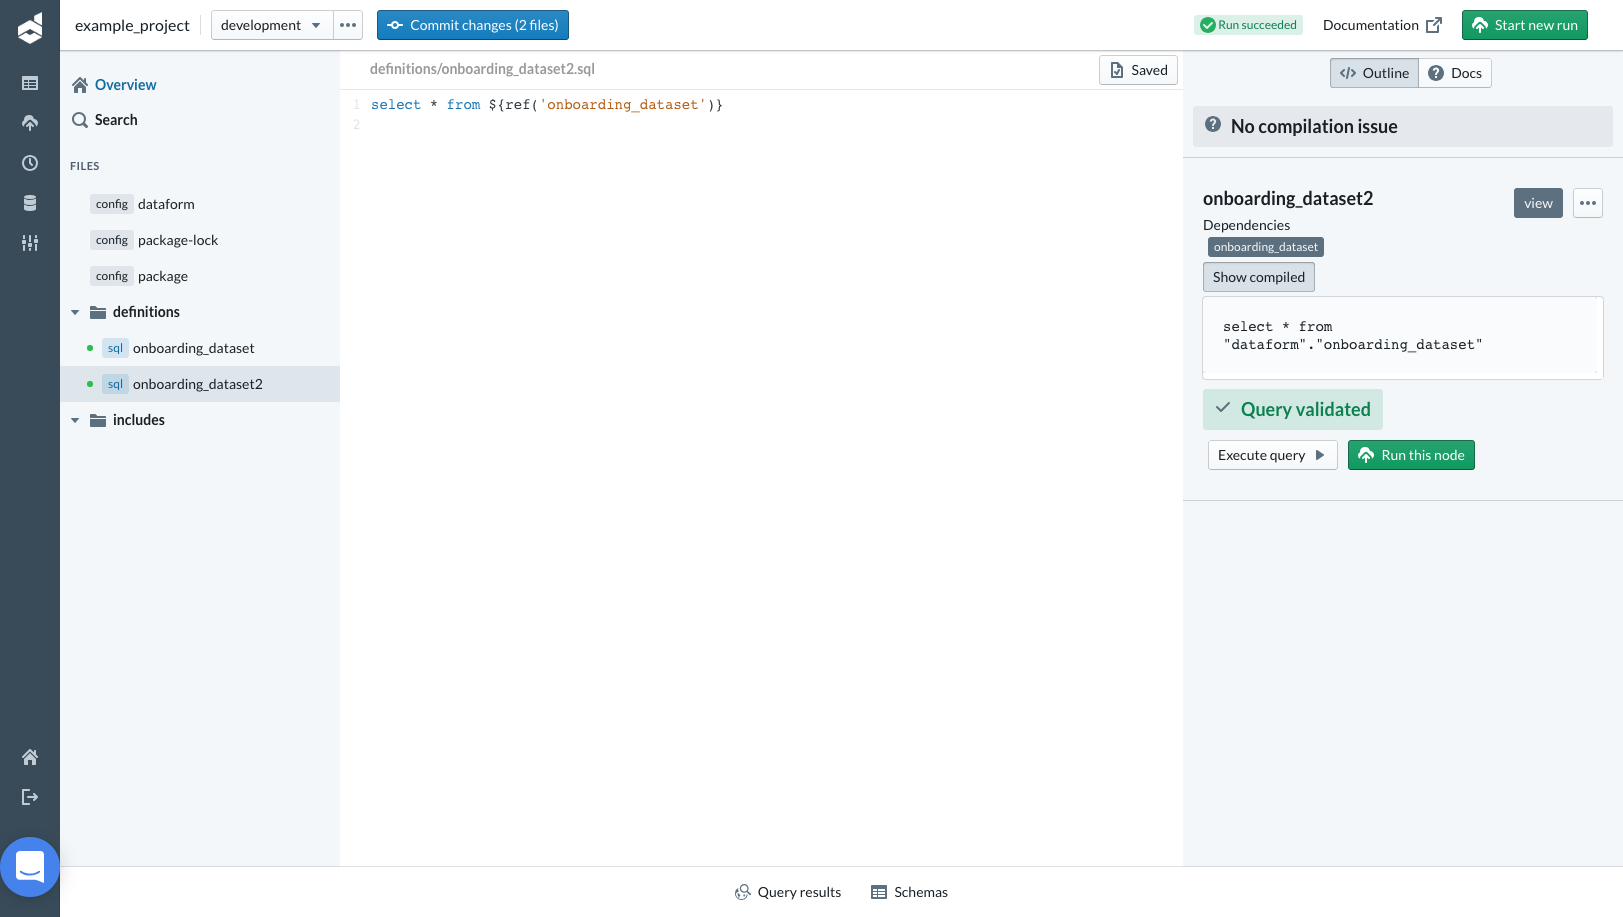 example_project
development
Commit changes (2 files)
Run succeeded
Documentation
Start new run
Overview
Search
FILES
config dataform
config package-lock
config package
definitions
sql onboarding_dataset
sql onboarding_dataset2
includes
definitions/onboarding_dataset2.sql
Saved
1 select * from ${ref('onboarding_dataset')}
2
Outline
Docs
No compilation issue
onboarding_dataset2
view
Dependencies
onboarding_dataset
Show compiled
select * from
"dataform"."onboarding_dataset"
Query validated
Execute query
Run this node
Query results
Schemas